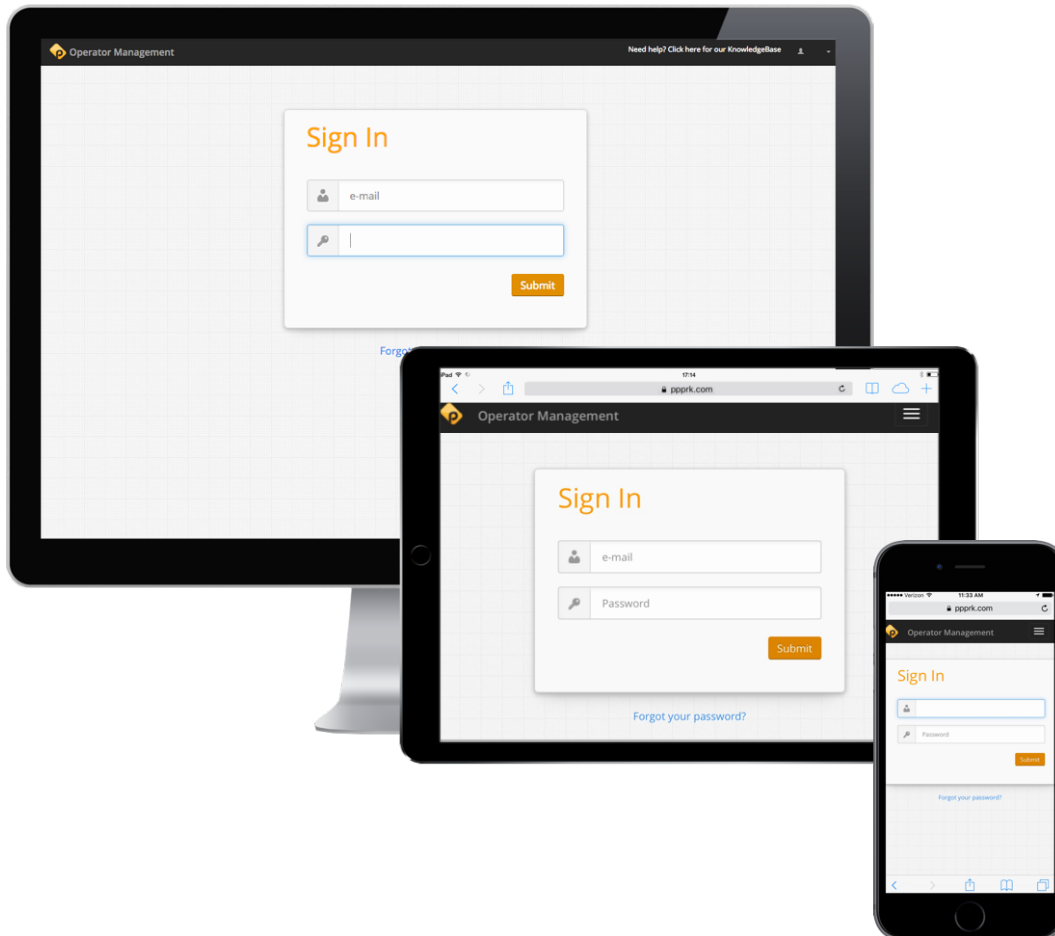 Operator Management
Need help? Click here for our KnowledgeBase
Sign In
e-mail
Submit
Forgot
iPad
17:14
ppprk.com
Operator Management
Sign In
e-mail
Password
Submit
Forgot your password?
Verizon
11:33 AM
ppprk.com
Operator Management
Sign In
Password
Submit
Forgot your password?